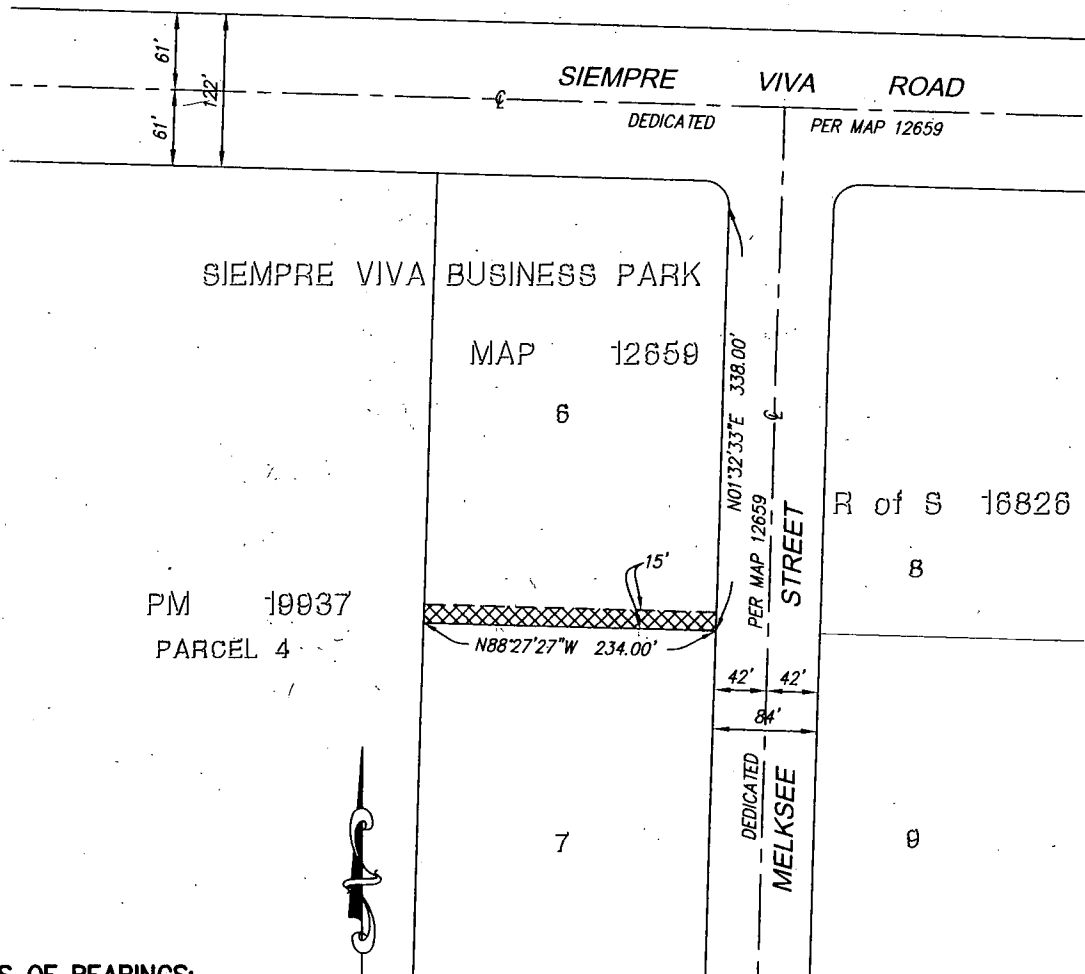 61'
122'
61'
℄
SIEMPRE VIVA ROAD
DEDICATED PER MAP 12659
SIEMPRE VIVA BUSINESS PARK
MAP 12659
6
N01°32'33"E 338.00'
℄
PER MAP 12659
STREET
R of S 16826
8
15'
PM 19937
PARCEL 4
N88°27'27"W 234.00'
42' 42'
84'
DEDICATED
MELKSEE
7
9
S OF BEARINGS: